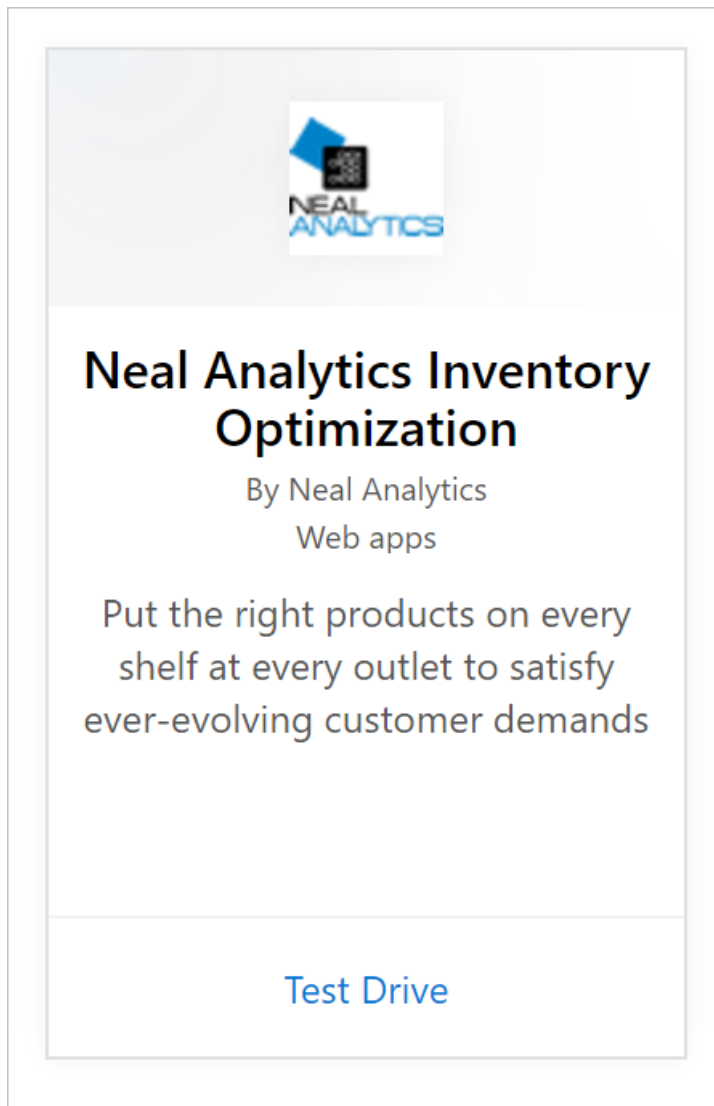 NEAL
ANALYTICS
Neal Analytics Inventory
Optimization
By Neal Analytics
Web apps
Put the right products on every
shelf at every outlet to satisfy
ever-evolving customer demands
Test Drive